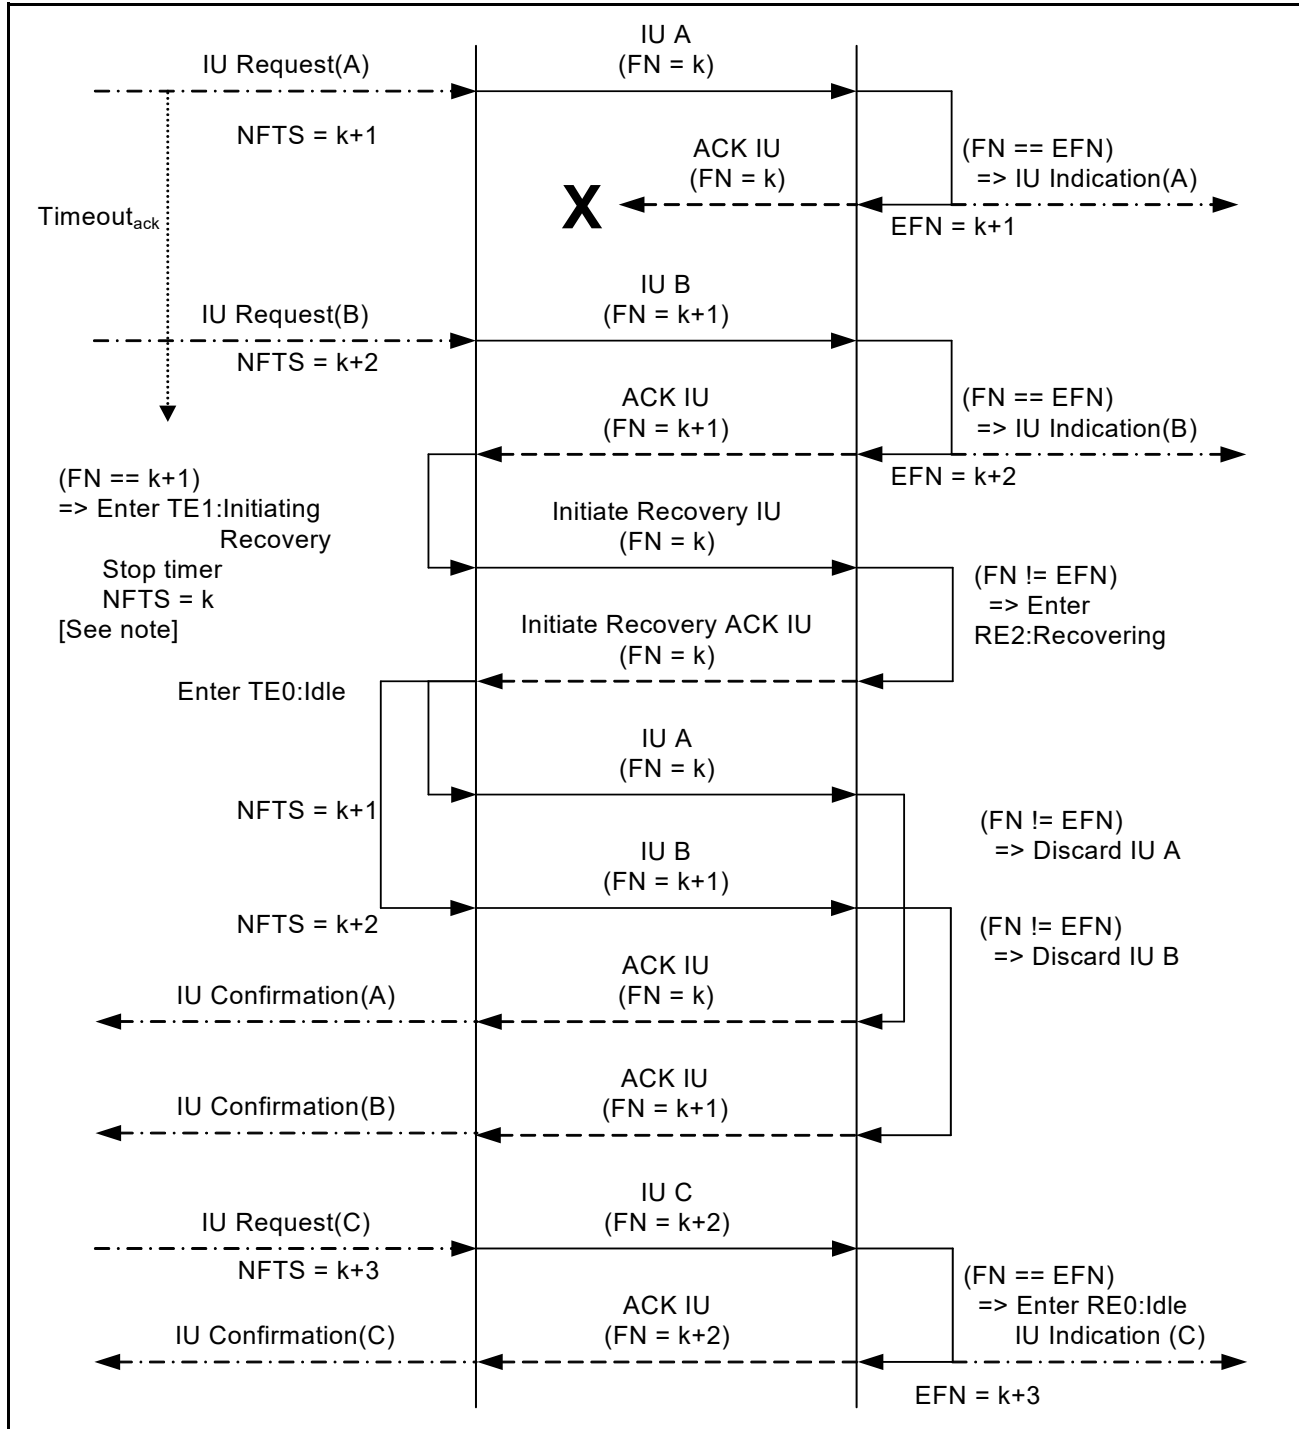 IU A
(FN = k)
IU Request(A)
NFTS = k+1
ACK IU
(FN = k)
(FN == EFN)
=> IU Indication(A)
X
Timeoutack
EFN = k+1
IU B
(FN = k+1)
IU Request(B)
NFTS = k+2
ACK IU
(FN = k+1)
(FN == EFN)
=> IU Indication(B)
EFN = k+2
(FN == k+1)
=> Enter TE1:Initiating
Recovery
Stop timer
NFTS = k
[See note]
Initiate Recovery IU
(FN = k)
(FN != EFN)
=> Enter
RE2:Recovering
Initiate Recovery ACK IU
(FN = k)
Enter TE0:Idle
IU A
(FN = k)
NFTS = k+1
(FN != EFN)
=> Discard IU A
IU B
(FN = k+1)
NFTS = k+2
(FN != EFN)
=> Discard IU B
ACK IU
(FN = k)
IU Confirmation(A)
ACK IU
(FN = k+1)
IU Confirmation(B)
IU C
(FN = k+2)
IU Request(C)
NFTS = k+3
(FN == EFN)
=> Enter RE0:Idle
IU Indication (C)
ACK IU
(FN = k+2)
IU Confirmation(C)
EFN = k+3